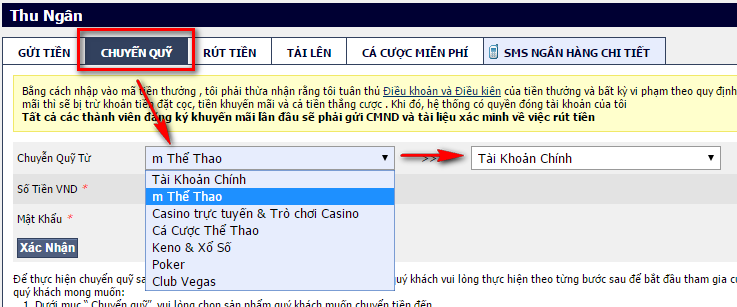 Thu Ngân
GỬI TIỀN CHUYỂN QUỸ RÚT TIỀN TẢI LÊN CÁ CƯỢC MIỄN PHÍ SMS NGÂN HÀNG CHI TIẾT
Bằng cách nhập vào mã tiền thưởng , tôi phải thừa nhận rằng tôi tuân thủ Điều khoản và Điều kiện của tiền thưởng và bất kỳ vi phạm theo quy định
mãi thì sẽ bị trừ khoản tiền đặt cọc, tiền khuyến mãi và cả tiền thắng cược . Khi đó, hệ thống có quyền đóng tài khoản của tôi
Tất cả các thành viên đăng ký khuyến mãi lần đầu sẽ phải gửi CMND và tài liệu xác minh về việc rút tiền
Chuyển Quỹ Từ m Thể Thao >>> Tài Khoản Chính
Tài Khoản Chính
Số Tiền VND * m Thể Thao
Casino trực tuyến & Trò chơi Casino
Mật Khẩu * Cá Cược Thể Thao
Xác Nhận Keno & Xổ Số
Poker
Để thực hiện chuyển quỹ quý khách vui lòng thực hiện theo từng bước sau để bắt đầu tham gia
quý khách mong muốn: Club Vegas
1. Dưới mục " Chuyển quỹ", vui lòng chọn sản phẩm quý khách muốn chuyển tiền đến